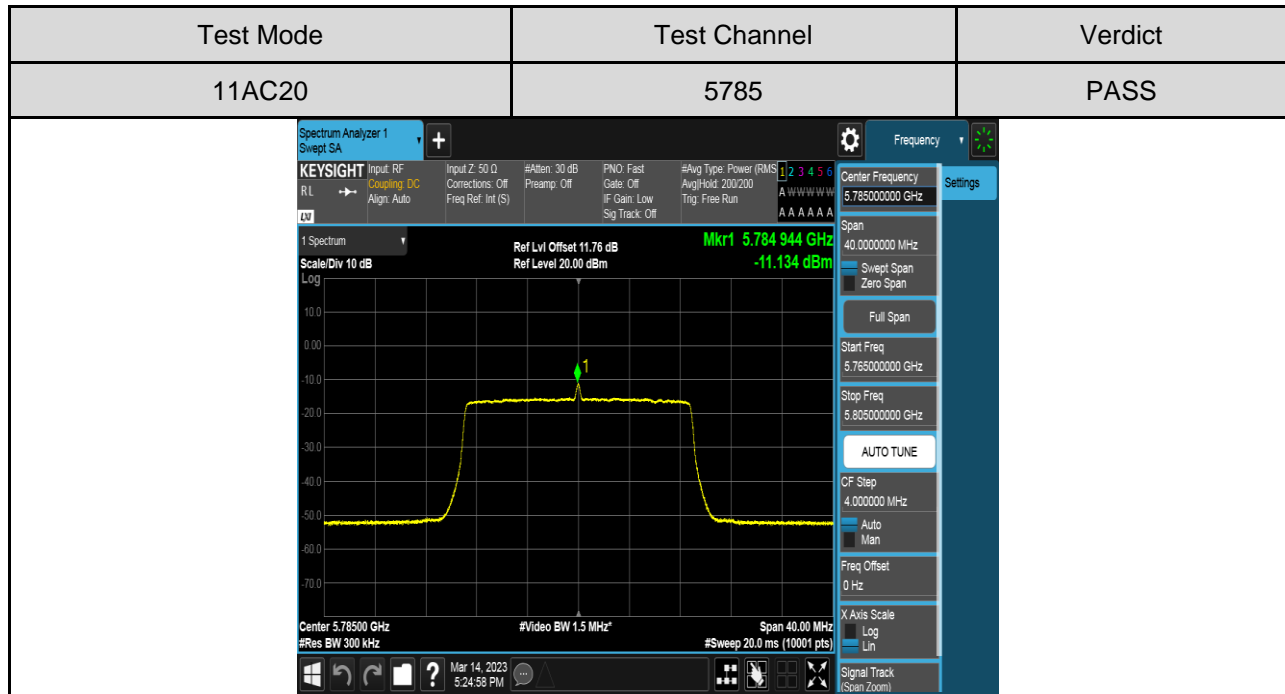 Test Mode Test Channel Verdict
11AC20 5785 PASS
Spectrum Analyzer 1
Swept SA
+
Frequency
KEYSIGHT
RL
LXI
Input: RF
Coupling: DC
Align: Auto
Input Z: 50 Ω
Corrections: Off
Freq Ref: Int (S)
#Atten: 30 dB
Preamp: Off
PNO: Fast
Gate: Off
IF Gain: Low
Sig Track: Off
#Avg Type: Power (RMS
Avg|Hold: 200/200
Trig: Free Run
1 2 3 4 5 6
A W W W W W
A A A A A A
1 Spectrum
Scale/Div 10 dB
Ref Lvl Offset 11.76 dB
Ref Level 20.00 dBm
Mkr1 5.784 944 GHz
-11.134 dBm
Log
10.0
0.00
-10.0
-20.0
-30.0
-40.0
-50.0
-60.0
-70.0
1
Center 5.78500 GHz
#Res BW 300 kHz
#Video BW 1.5 MHz*
Span 40.00 MHz
#Sweep 20.0 ms (10001 pts)
?
Mar 14, 2023
5:24:58 PM
Center Frequency
5.785000000 GHz
Settings
Span
40.0000000 MHz
Swept Span
Zero Span
Full Span
Start Freq
5.765000000 GHz
Stop Freq
5.805000000 GHz
AUTO TUNE
CF Step
4.000000 MHz
Auto
Man
Freq Offset
0 Hz
X Axis Scale
Log
Lin
Signal Track
(Span Zoom)